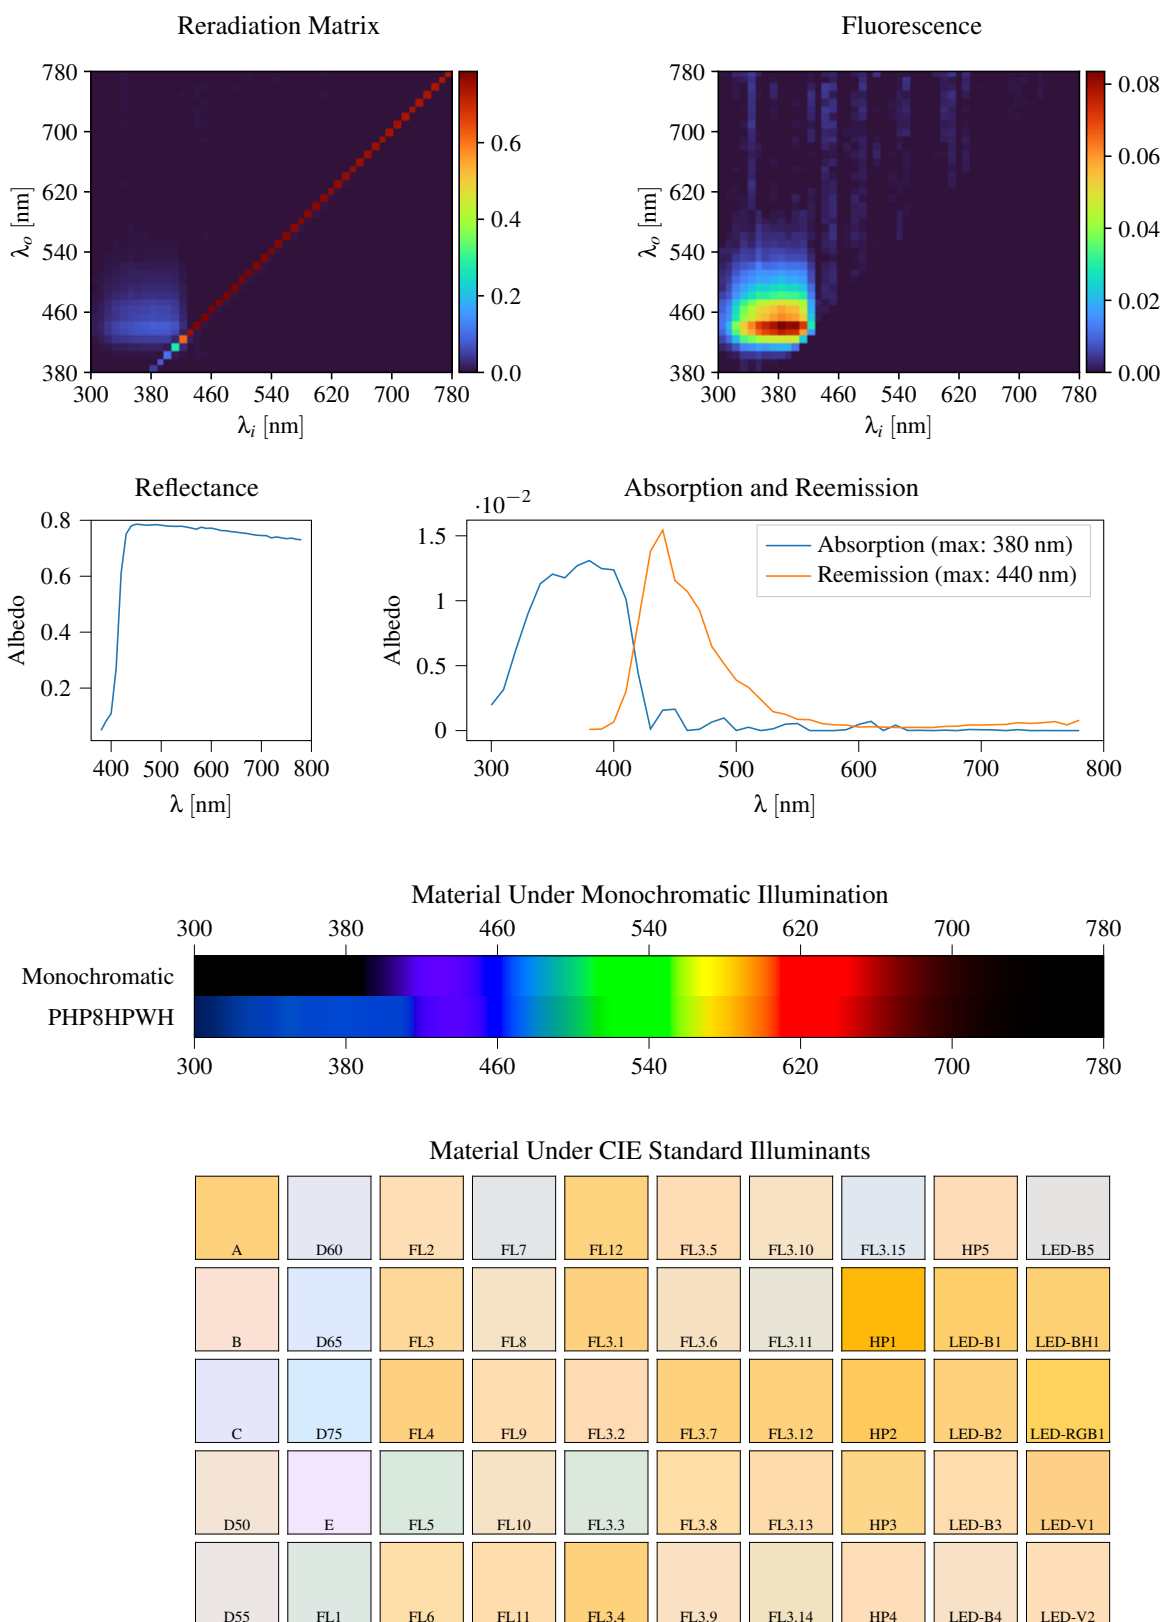 Reradiation Matrix
Fluorescence
780
700
620
540
460
380
λo [nm]
300 380 460 540 620 700 780
λi [nm]
0.6
0.4
0.2
0.0
780
700
620
540
460
380
λo [nm]
300 380 460 540 620 700 780
λi [nm]
0.08
0.06
0.04
0.02
0.00
Reflectance
0.8
0.6
0.4
0.2
Albedo
400 500 600 700 800
λ [nm]
Absorption and Reemission
·10−2
1.5
1
0.5
0
Albedo
Absorption (max: 380 nm)
Reemission (max: 440 nm)
300 400 500 600 700 800
λ [nm]
Material Under Monochromatic Illumination
300 380 460 540 620 700 780
Monochromatic
PHP8HPWH
300 380 460 540 620 700 780
Material Under CIE Standard Illuminants
A D60 FL2 FL7 FL12 FL3.5 FL3.10 FL3.15 HP5 LED-B5
B D65 FL3 FL8 FL3.1 FL3.6 FL3.11 HP1 LED-B1 LED-BH1
C D75 FL4 FL9 FL3.2 FL3.7 FL3.12 HP2 LED-B2 LED-RGB1
D50 E FL5 FL10 FL3.3 FL3.8 FL3.13 HP3 LED-B3 LED-V1
D55 FL1 FL6 FL11 FL3.4 FL3.9 FL3.14 HP4 LED-B4 LED-V2